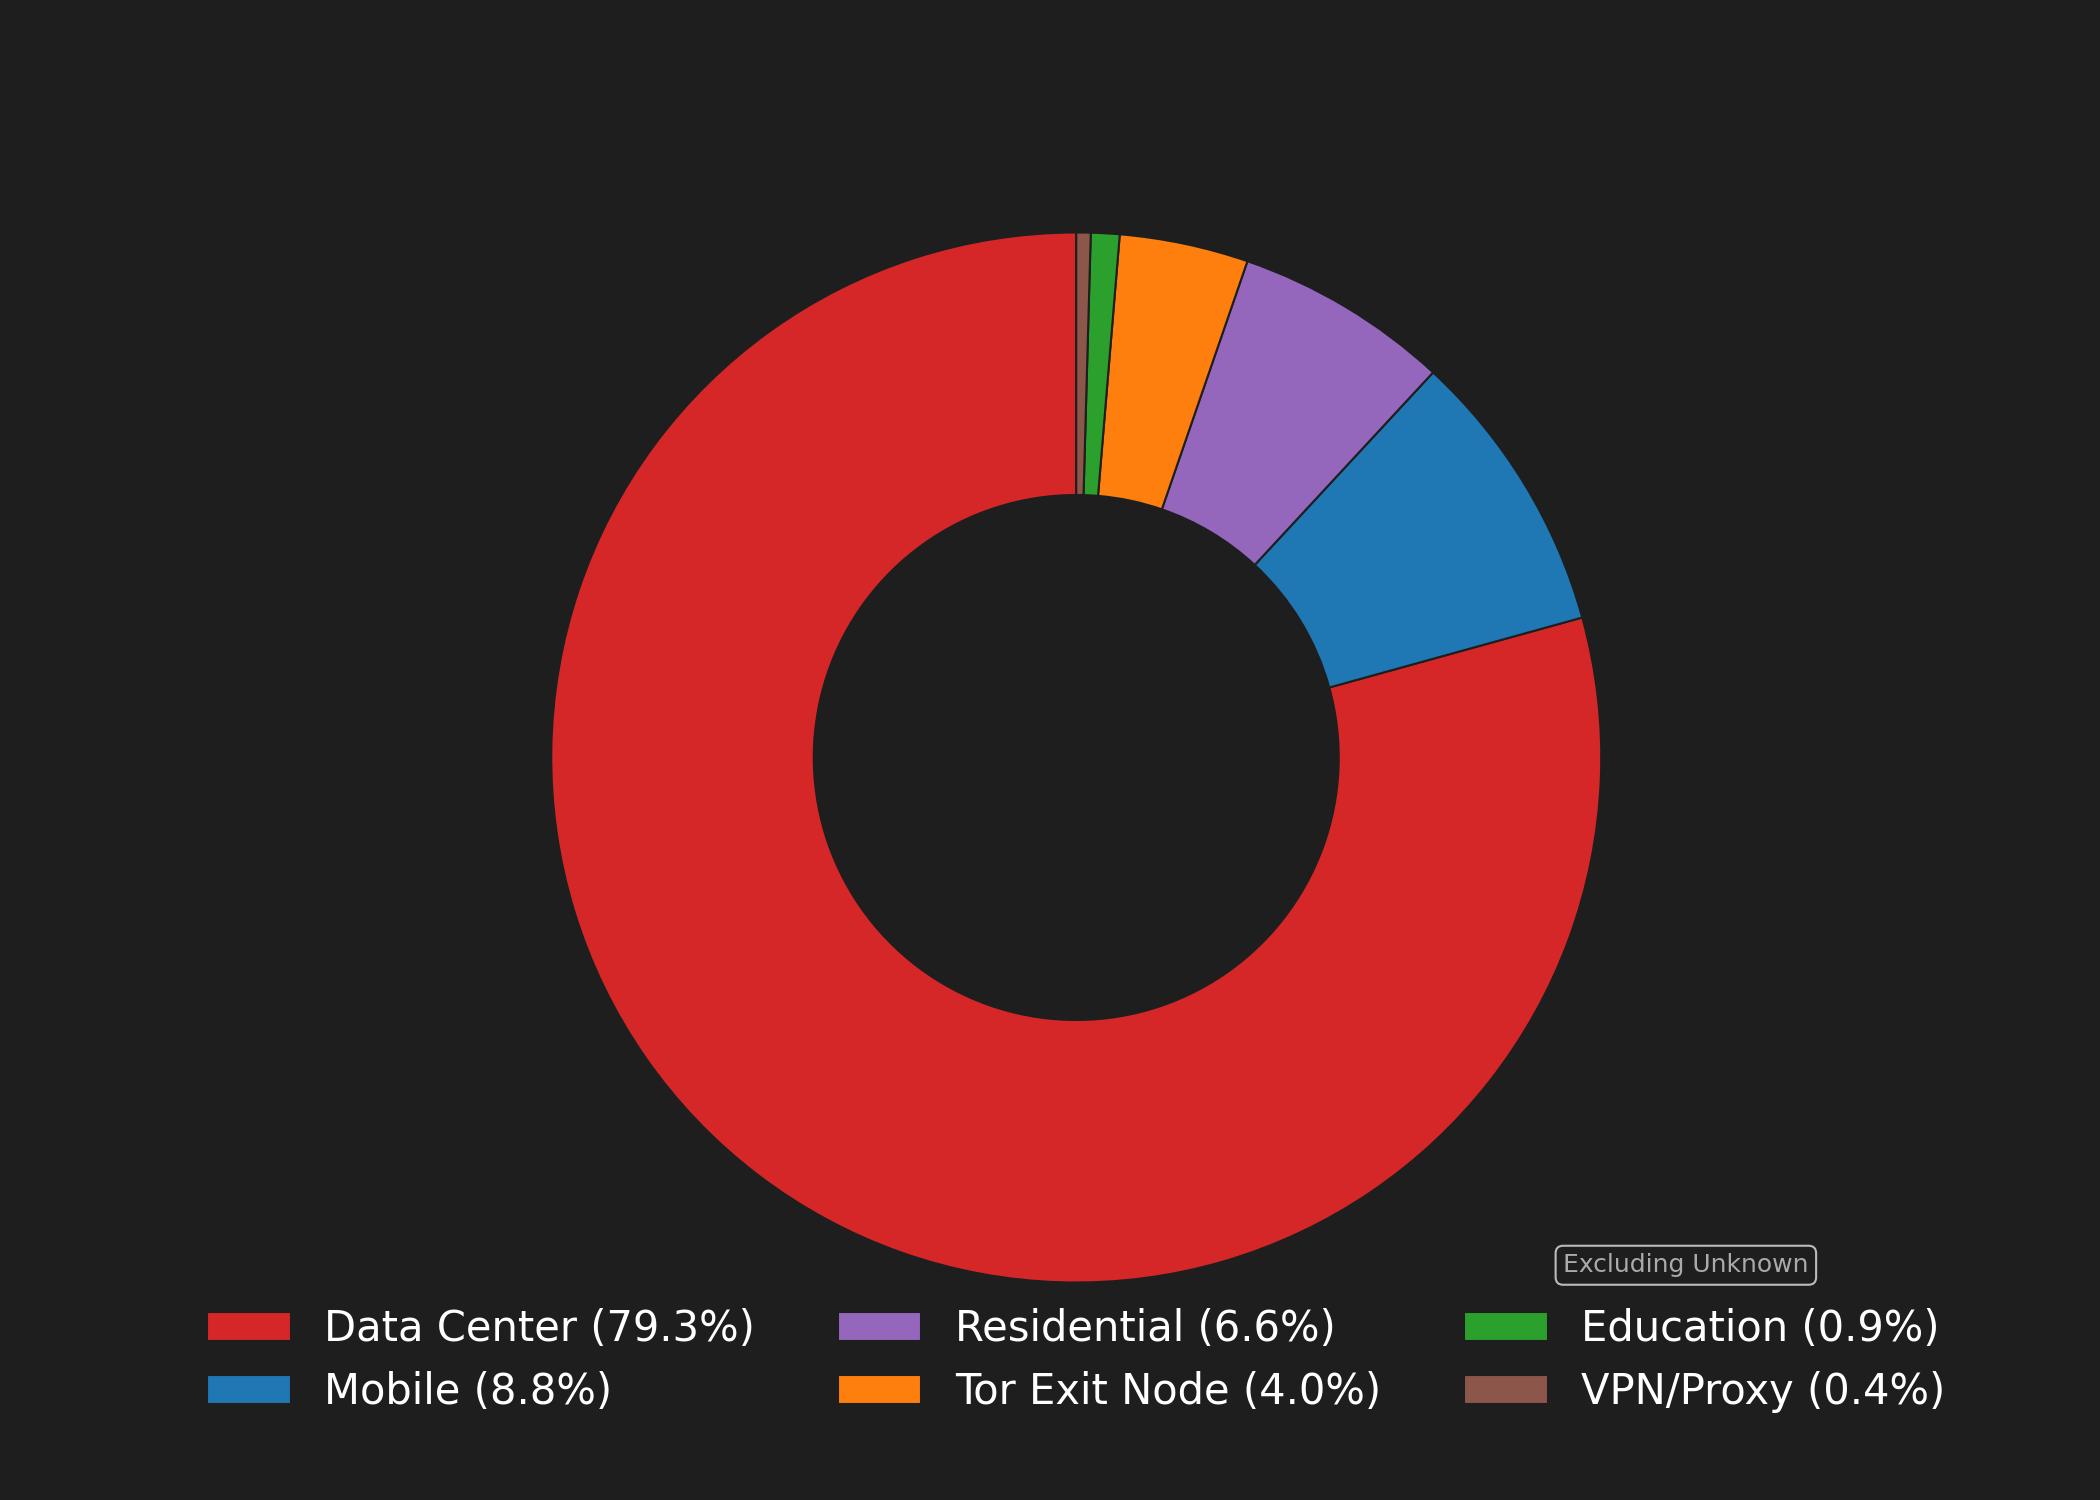 Excluding Unknown
Data Center (79.3%)
Mobile (8.8%)
Residential (6.6%)
Tor Exit Node (4.0%)
Education (0.9%)
VPN/Proxy (0.4%)